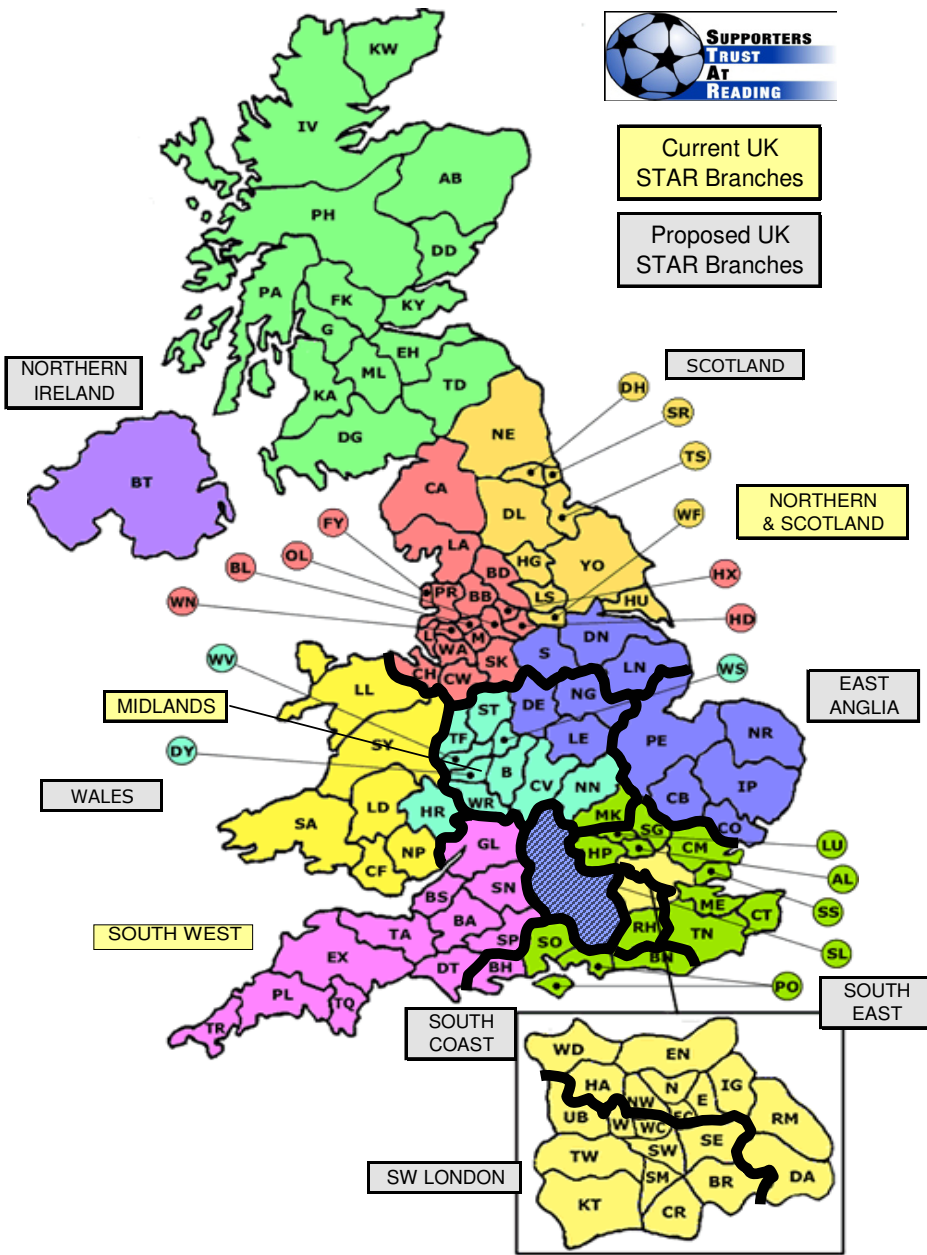 SUPPORTERS
TRUST
AT
READING
Current UK
STAR Branches
Proposed UK
STAR Branches
KW
IV
AB
PH
DD
PA
FK
KY
G
EH
ML
TD
KA
DG
NORTHERN
IRELAND
SCOTLAND
DH
SR
NE
TS
BT
CA
DL
WF
NORTHERN
& SCOTLAND
FY
LA
HG
YO
OL
BD
BL
PR
BB
LS
HX
WN
HU
HD
L
M
WA
DN
S
SK
LN
WV
CH
CW
WS
LL
ST
DE
NG
EAST
ANGLIA
MIDLANDS
TF
LE
PE
NR
SY
DY
B
CV
NN
CB
IP
WALES
LD
HR
WR
MK
SG
CO
SA
NP
GL
HP
CM
LU
CF
AL
BS
SN
ME
CT
SS
SOUTH WEST
TA
BA
RH
TN
SL
EX
SP
SO
BN
DT
BH
PO
PL
TQ
TR
SOUTH
COAST
SOUTH
EAST
WD
EN
HA
N
IG
NW
E
UB
EC
RM
W
WC
SE
TW
SW
SM
BR
DA
KT
CR
SW LONDON